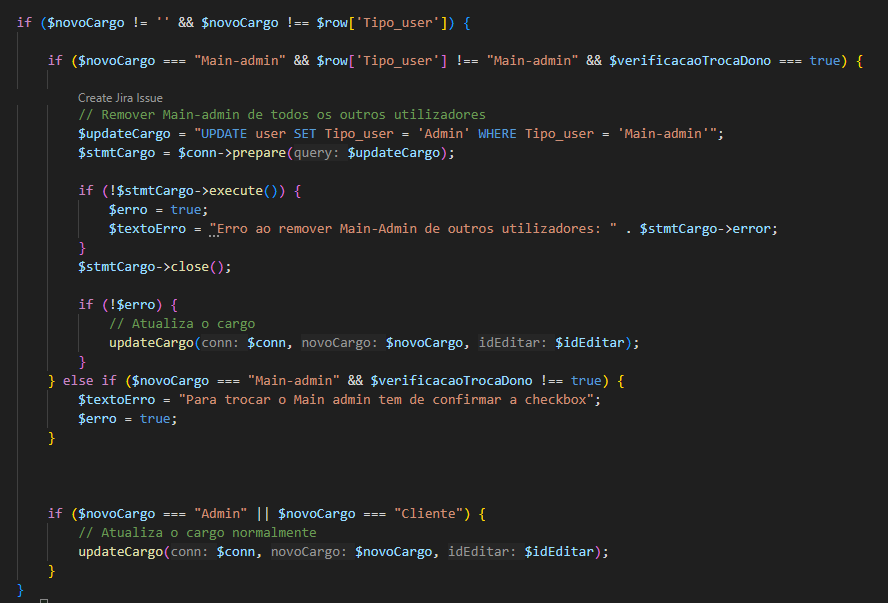 if ($novoCargo != '' && $novoCargo !== $row['Tipo_user']) {
if ($novoCargo === "Main-admin" && $row['Tipo_user'] !== "Main-admin" && $verificacaoTrocaDono === true) {
Create Jira Issue
// Remover Main-admin de todos os outros utilizadores
$updateCargo = "UPDATE user SET Tipo_user = 'Admin' WHERE Tipo_user = 'Main-admin'";
$stmtCargo = $conn->prepare(query: $updateCargo);
if (!$stmtCargo->execute()) {
$erro = true;
$textoErro = "Erro ao remover Main-Admin de outros utilizadores: " . $stmtCargo->error;
}
$stmtCargo->close();
if (!$erro) {
// Atualiza o cargo
updateCargo(conn: $conn, novoCargo: $novoCargo, idEditar: $idEditar);
}
} else if ($novoCargo === "Main-admin" && $verificacaoTrocaDono !== true) {
$textoErro = "Para trocar o Main admin tem de confirmar a checkbox";
$erro = true;
}
if ($novoCargo === "Admin" || $novoCargo === "Cliente") {
// Atualiza o cargo normalmente
updateCargo(conn: $conn, novoCargo: $novoCargo, idEditar: $idEditar);
}
}